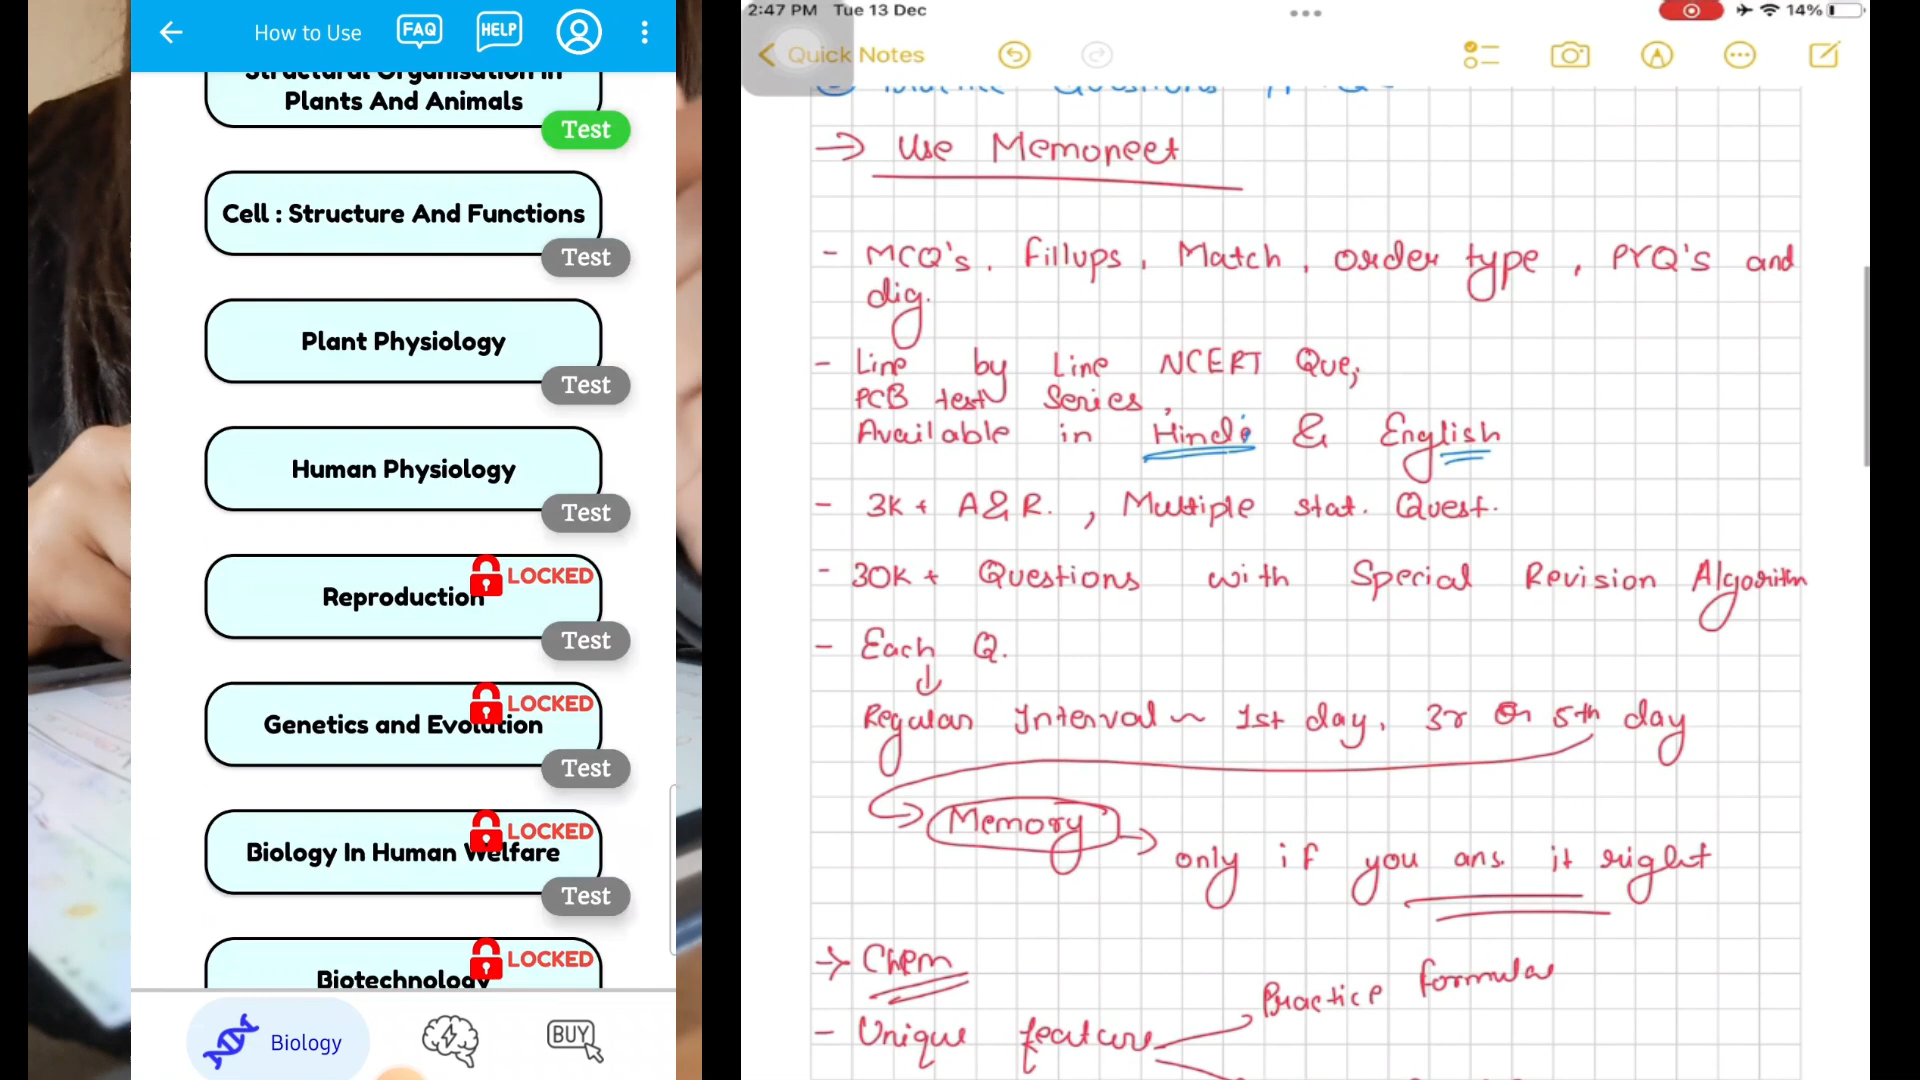 How to Use
FAQ
HELP
Structural Organisation in
Plants And Animals
Test
Cell : Structure And Functions
Test
Plant Physiology
Test
Human Physiology
Test
LOCKED
Reproduction
Test
LOCKED
Genetics and Evolution
Test
LOCKED
Biology In Human Welfare
Test
LOCKED
Biotechnology
Biology
BUY
2:47 PM Tue 13 Dec
14%
Quick Notes
Questions
→ Use Memoneet
- MCQ's, fillups, Match, order type, PYQ's and
dig.
- Line by Line NCERT Que,
PCB test Series,
Available in Hindi & English
- 3K+ A&R., Multiple stat. Quest.
- 30K+ Questions with Special Revision Algorithm
- Each Q.
Regular Interval ~ 1st day, 3r or 5th day
Memory → only if you ans. it right
→ Chem
Practice formulas
- Unique feature